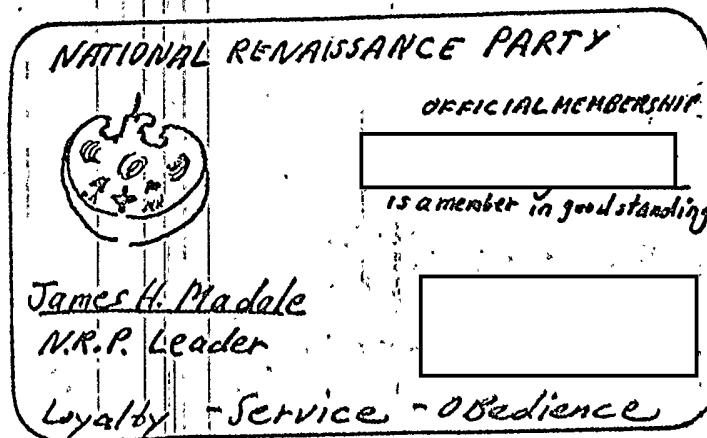 NATIONAL RENAISSANCE PARTY
OFFICIAL MEMBERSHIP
is a member in good standing
James H. Madole
N.R.P. Leader
Loyalty - Service - Obedience